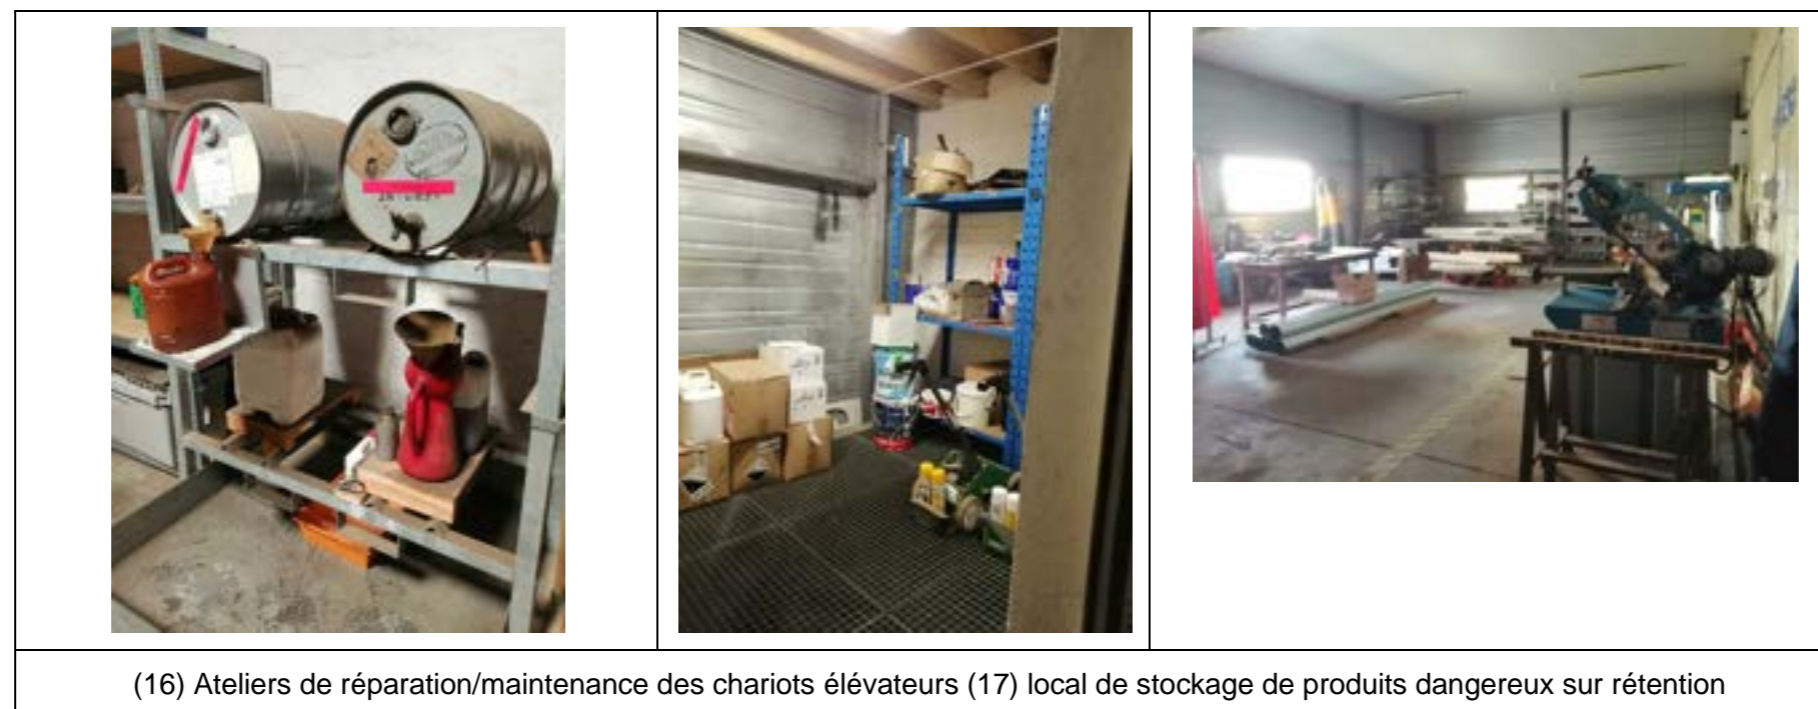 (16) Ateliers de réparation/maintenance des chariots élévateurs (17) local de stockage de produits dangereux sur rétention